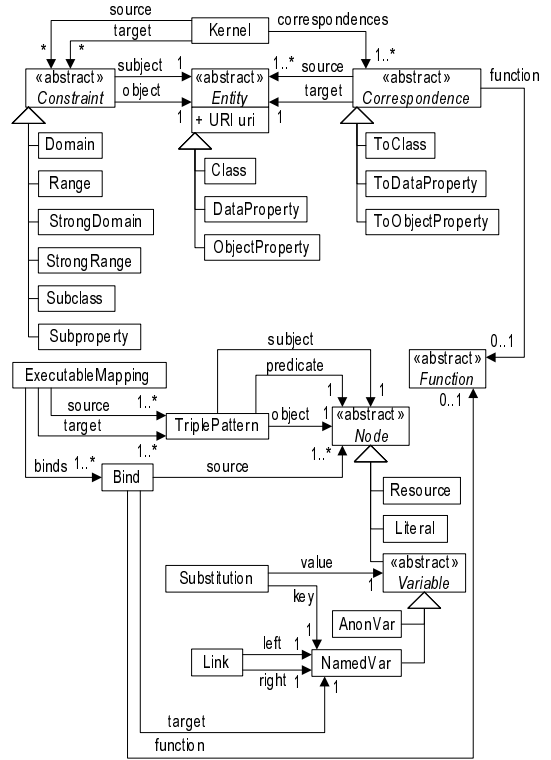 source
Kernel
correspondences
target
*
*
1..*
«abstract»
Constraint
subject
1
object
1
«abstract»
Entity
+ URI uri
1..*
source
target
1
«abstract»
Correspondence
function
Domain
Range
StrongDomain
StrongRange
Subclass
Subproperty
Class
DataProperty
ObjectProperty
ToClass
ToDataProperty
ToObjectProperty
0..1
subject
predicate
«abstract»
Function
0..1
ExecutableMapping
source
1..*
target
1..*
TriplePattern
object
1
1
1
«abstract»
Node
1..*
binds
1..*
Bind
source
Resource
Literal
Substitution
value
1
«abstract»
Variable
key
1
AnonVar
Link
left
1
right
1
NamedVar
1
target
function